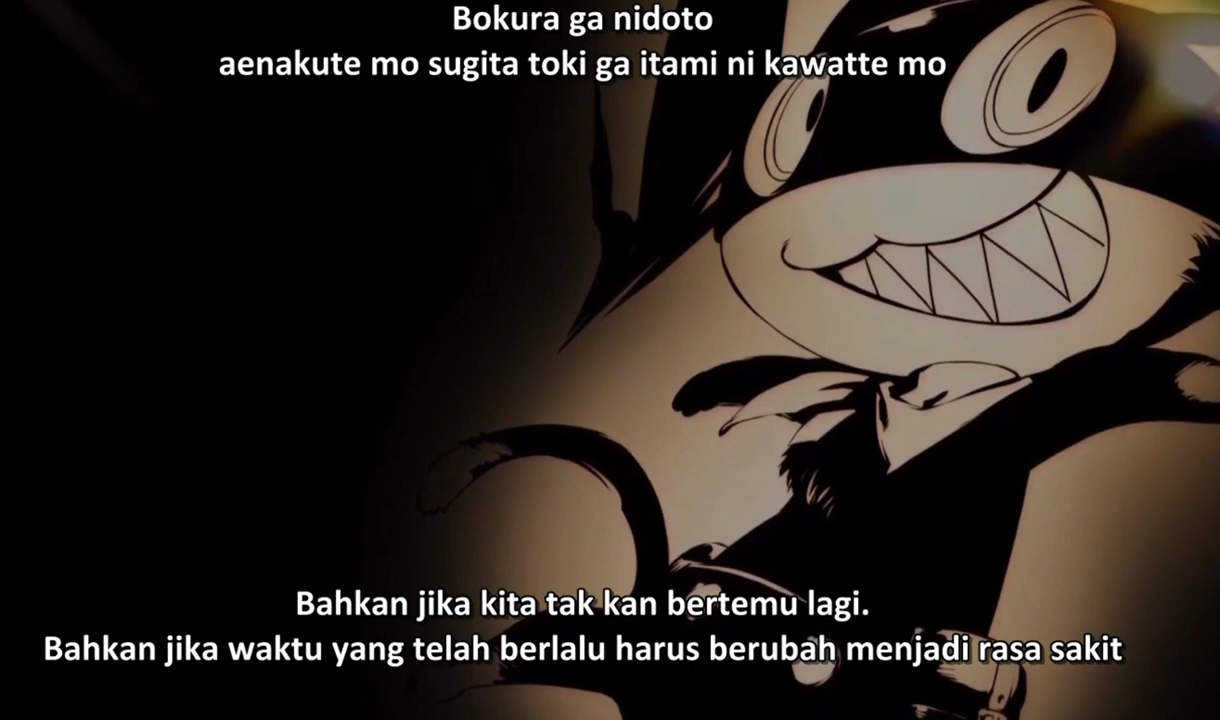 Bokura ga nidoto
aenakute mo sugita toki ga itami ni kawatte mo
Bahkan jika kita tak kan bertemu lagi.
Bahkan jika waktu yang telah berlalu harus berubah menjadi rasa sakit